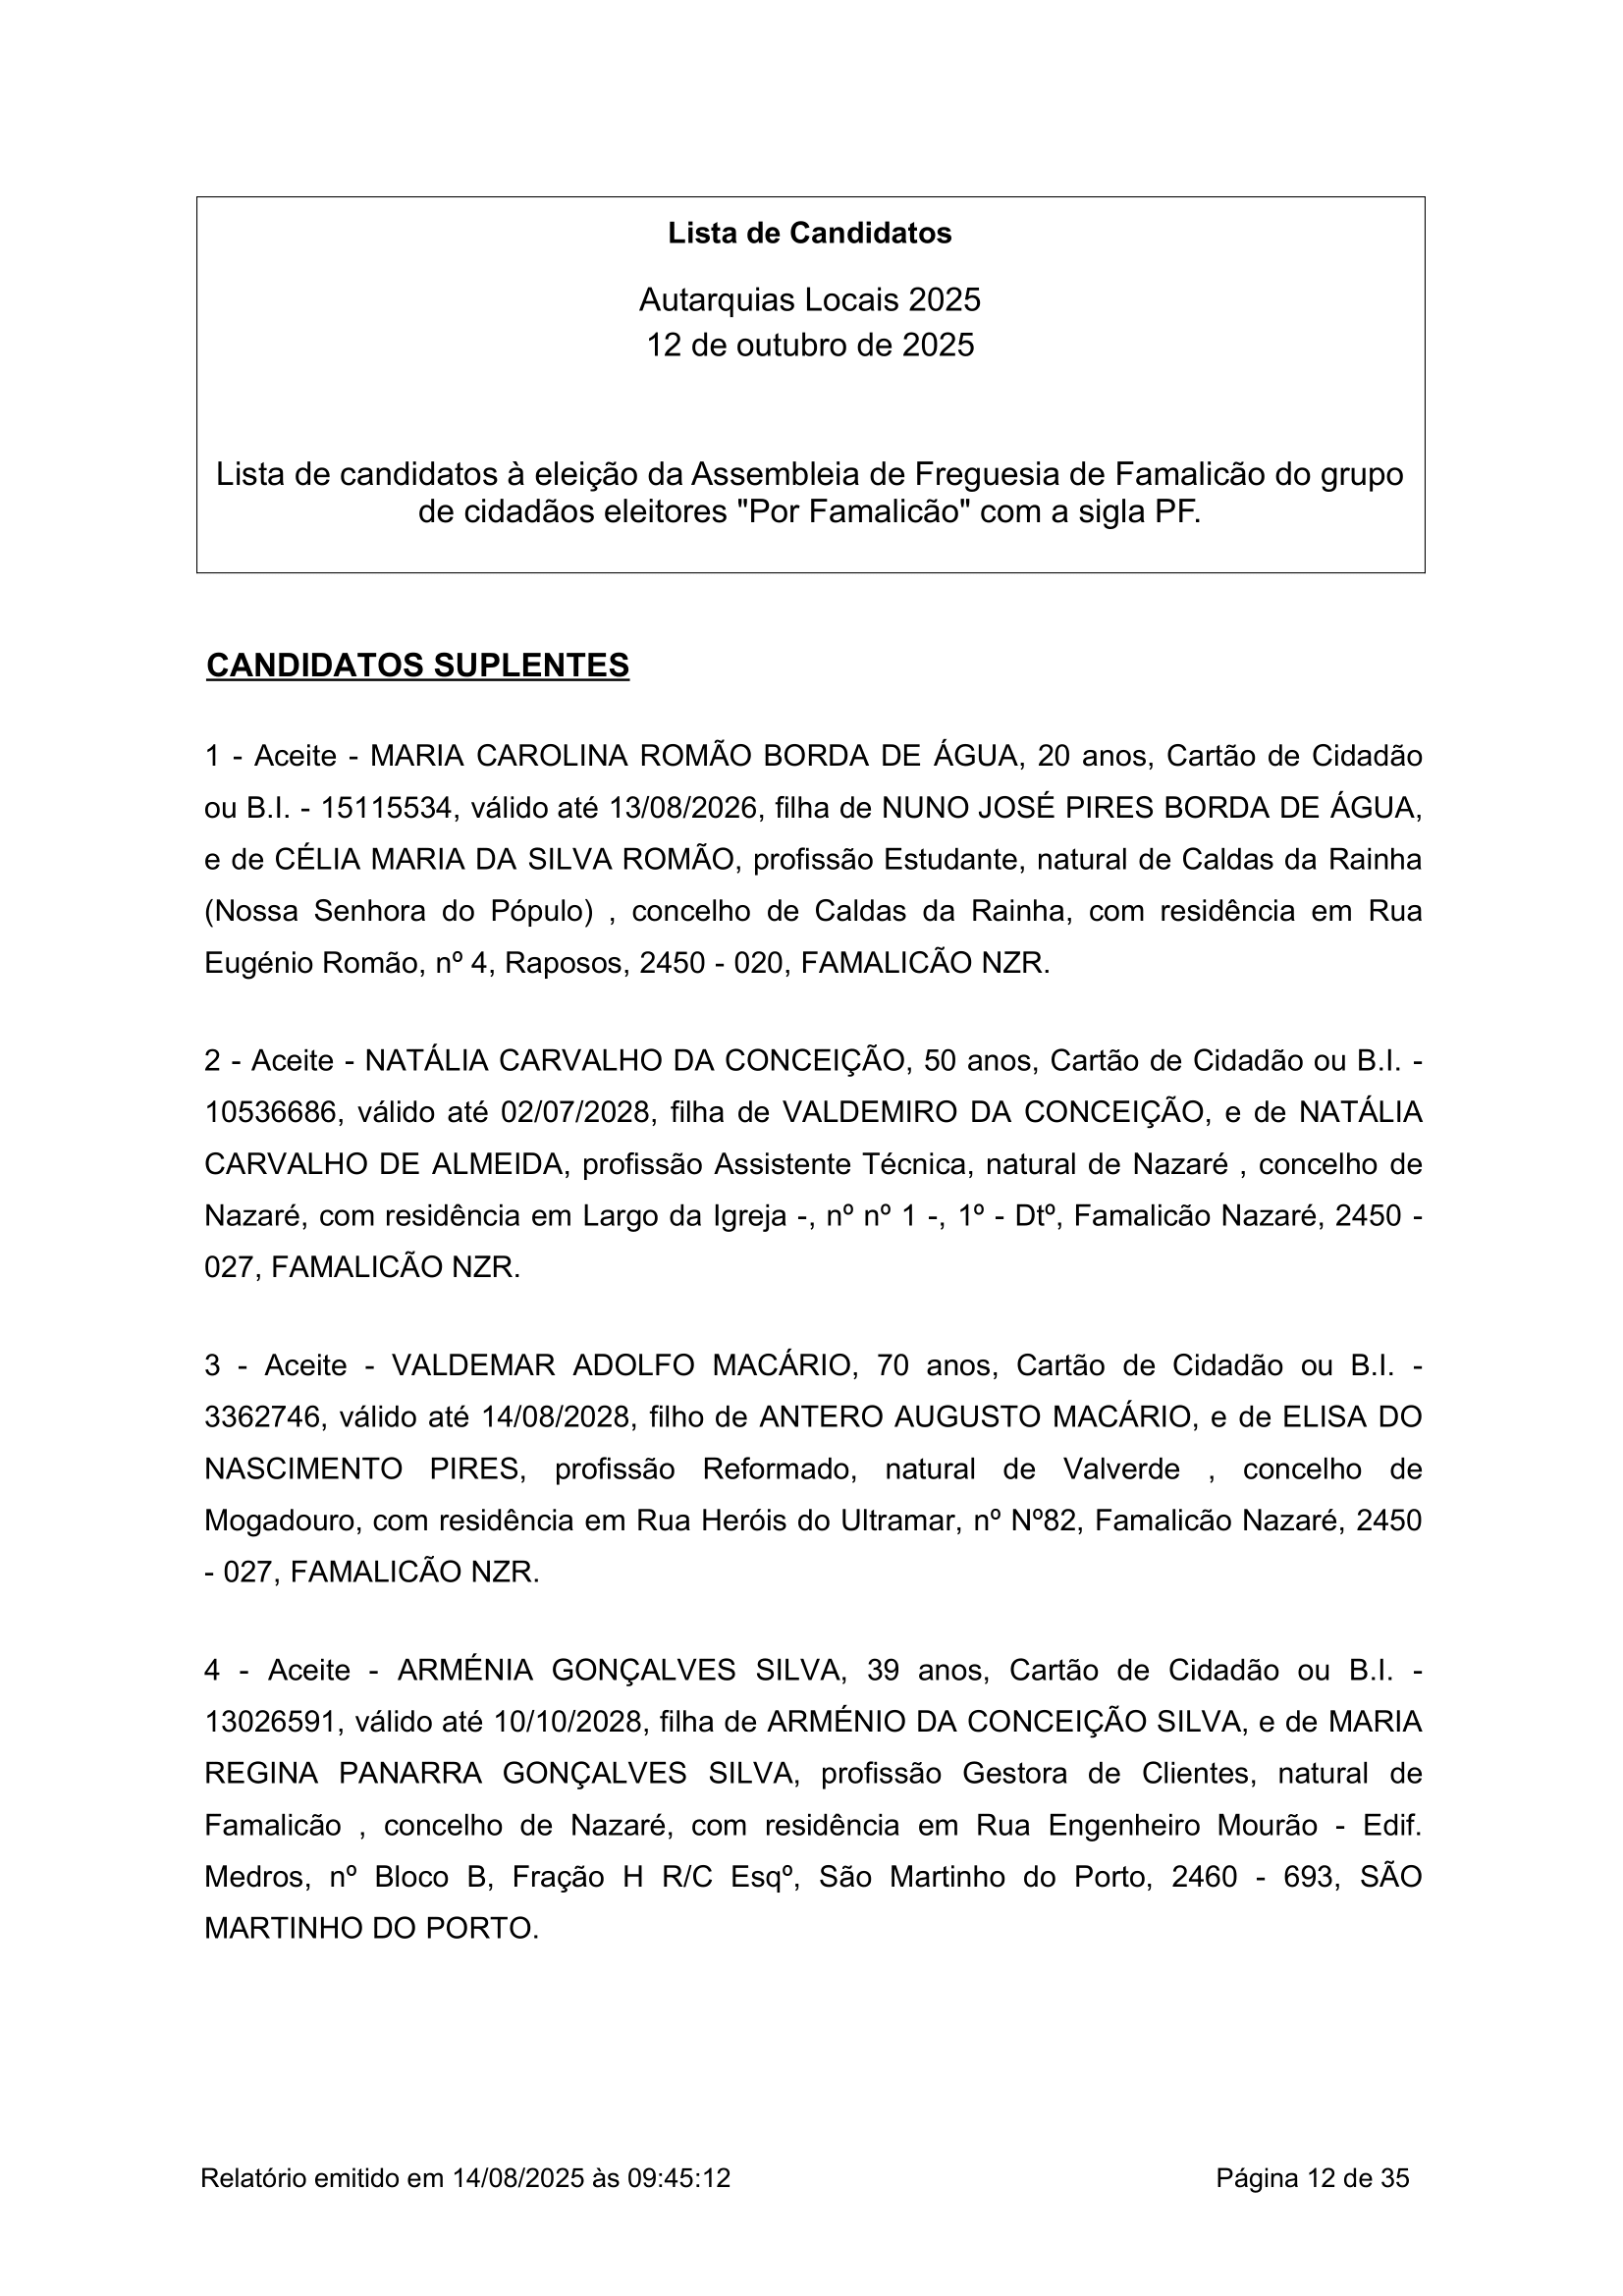 Lista de Candidatos
Autarquias Locais 2025
12 de outubro de 2025
Lista de candidatos à eleição da Assembleia de Freguesia de Famalicão do grupo
de cidadãos eleitores "Por Famalicão" com a sigla PF.
CANDIDATOS SUPLENTES
1 - Aceite - MARIA CAROLINA ROMÃO BORDA DE ÁGUA, 20 anos, Cartão de Cidadão
ou B.I. - 15115534, válido até 13/08/2026, filha de NUNO JOSÉ PIRES BORDA DE ÁGUA,
e de CÉLIA MARIA DA SILVA ROMÃO, profissão Estudante, natural de Caldas da Rainha
(Nossa Senhora do Pópulo) , concelho de Caldas da Rainha, com residência em Rua
Eugénio Romão, nº 4, Raposos, 2450 - 020, FAMALICÃO NZR.
2 - Aceite - NATÁLIA CARVALHO DA CONCEIÇÃO, 50 anos, Cartão de Cidadão ou B.I. -
10536686, válido até 02/07/2028, filha de VALDEMIRO DA CONCEIÇÃO, e de NATÁLIA
CARVALHO DE ALMEIDA, profissão Assistente Técnica, natural de Nazaré , concelho de
Nazaré, com residência em Largo da Igreja -, nº nº 1 -, 1º - Dtº, Famalicão Nazaré, 2450 -
027, FAMALICÃO NZR.
3 - Aceite - VALDEMAR ADOLFO MACÁRIO, 70 anos, Cartão de Cidadão ou B.I. -
3362746, válido até 14/08/2028, filho de ANTERO AUGUSTO MACÁRIO, e de ELISA DO
NASCIMENTO PIRES, profissão Reformado, natural de Valverde , concelho de
Mogadouro, com residência em Rua Heróis do Ultramar, nº Nº82, Famalicão Nazaré, 2450
- 027, FAMALICÃO NZR.
4 - Aceite - ARMÉNIA GONÇALVES SILVA, 39 anos, Cartão de Cidadão ou B.I. -
13026591, válido até 10/10/2028, filha de ARMÉNIO DA CONCEIÇÃO SILVA, e de MARIA
REGINA PANARRA GONÇALVES SILVA, profissão Gestora de Clientes, natural de
Famalicão , concelho de Nazaré, com residência em Rua Engenheiro Mourão - Edif.
Medros, nº Bloco B, Fração H R/C Esqº, São Martinho do Porto, 2460 - 693, SÃO
MARTINHO DO PORTO.
Relatório emitido em 14/08/2025 às 09:45:12
Página 12 de 35